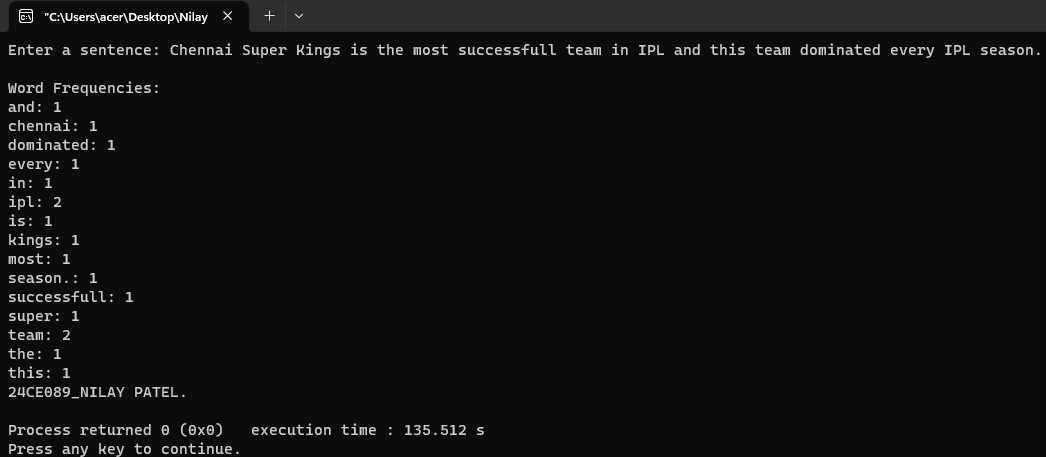 "C:\Users\acer\Desktop\Nilay
Enter a sentence: Chennai Super Kings is the most successfull team in IPL and this team dominated every IPL season.
Word Frequencies:
and: 1
chennai: 1
dominated: 1
every: 1
in: 1
ipl: 2
is: 1
kings: 1
most: 1
season.: 1
successfull: 1
super: 1
team: 2
the: 1
this: 1
24CE089_NILAY PATEL.
Process returned 0 (0x0)   execution time : 135.512 s
Press any key to continue.